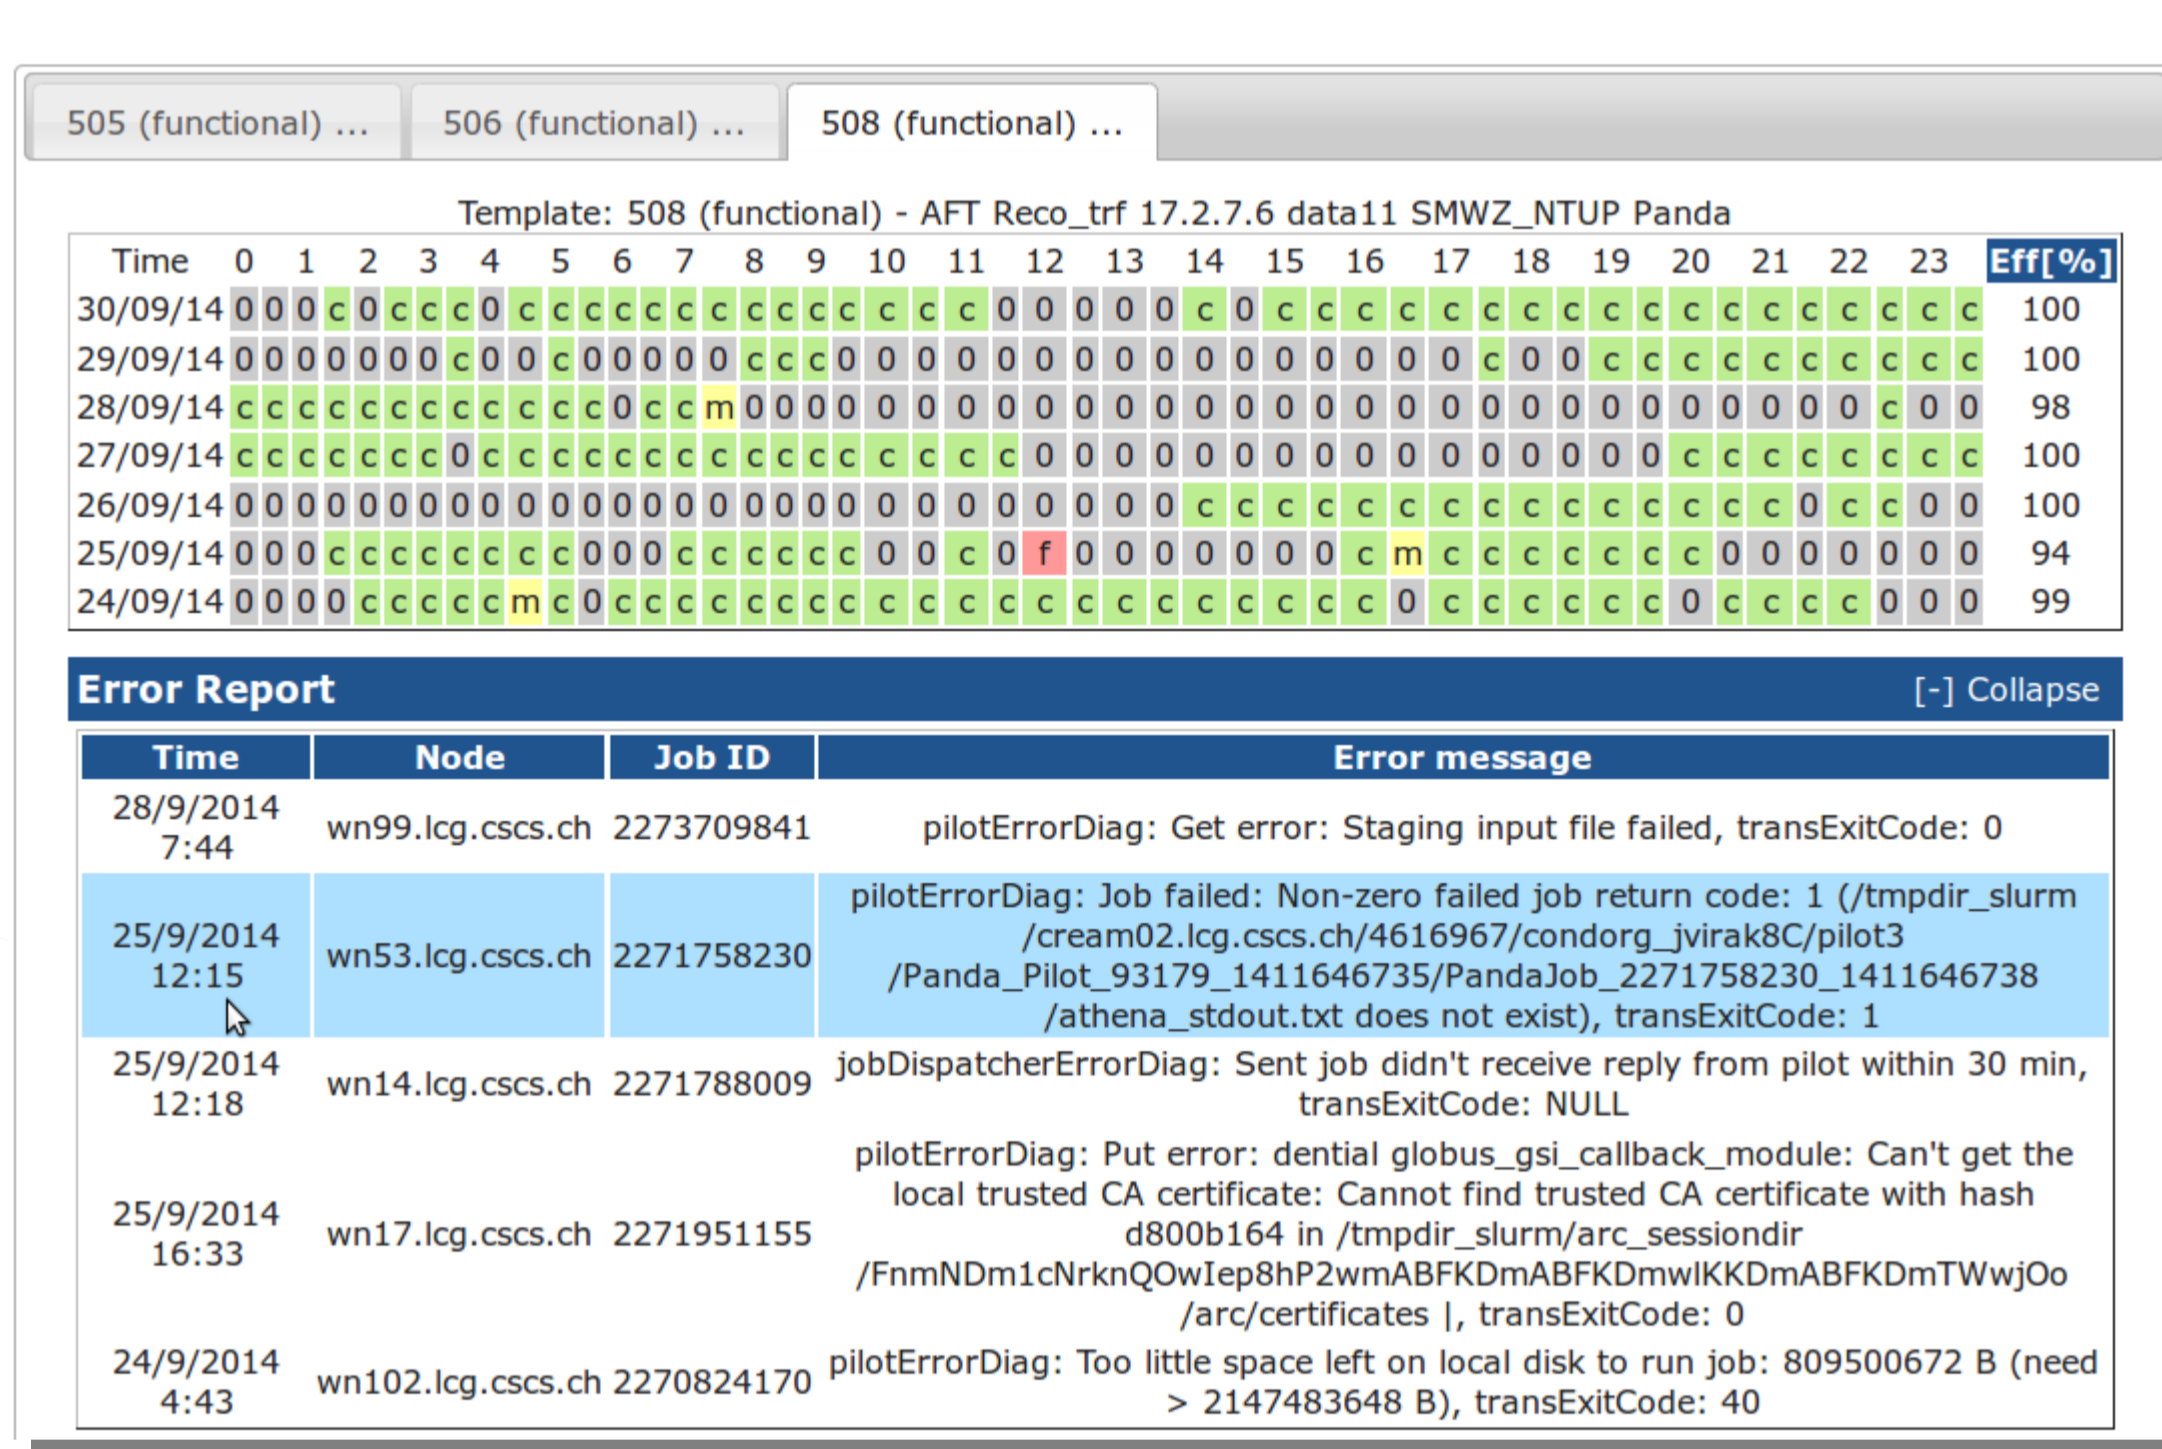 505 (functional) ... 506 (functional) ... 508 (functional) ...
Template: 508 (functional) - AFT Reco_trf 17.2.7.6 data11 SMWZ_NTUP Panda
Time 0 1 2 3 4 5 6 7 8 9 10 11 12 13 14 15 16 17 18 19 20 21 22 23 Eff[%]
30/09/14 0 0 0 c 0 c c c 0 c c c c c c c c c c c c c c 0 0 0 0 0 c 0 c c c c c c c c c c c c c c c c c c 100
29/09/14 0 0 0 0 0 0 0 c 0 0 c 0 0 0 0 0 c c c 0 0 0 0 0 0 0 0 0 0 0 0 0 0 0 0 c 0 0 c c c c c c c c c c 100
28/09/14 c c c c c c c c c c c c 0 c c m 0 0 0 0 0 0 0 0 0 0 0 0 0 0 0 0 0 0 0 0 0 0 0 0 0 0 0 0 0 c 0 0 98
27/09/14 c c c c c c c 0 c c c c c c c c c c c c c c c c 0 0 0 0 0 0 0 0 0 0 0 0 0 0 0 0 c c c c c c c c 100
26/09/14 0 0 0 0 0 0 0 0 0 0 0 0 0 0 0 0 0 0 0 0 0 0 0 0 0 0 0 0 c c c c c c c c c c c c c c c 0 c c 0 0 100
25/09/14 0 0 0 c c c c c c c c 0 0 0 c c c c c c 0 0 c 0 f 0 0 0 0 0 0 0 c m c c c c c c c 0 0 0 0 0 0 0 94
24/09/14 0 0 0 0 c c c c c m c 0 c c c c c c c c c c c c c c c c c c c c c 0 c c c c c c 0 c c c c 0 0 0 99
Error Report [-] Collapse
Time Node Job ID Error message
28/9/2014
7:44
wn99.lcg.cscs.ch 2273709841 pilotErrorDiag: Get error: Staging input file failed, transExitCode: 0
25/9/2014
12:15
wn53.lcg.cscs.ch 2271758230
pilotErrorDiag: Job failed: Non-zero failed job return code: 1 (/tmpdir_slurm
/cream02.lcg.cscs.ch/4616967/condorg_jvirak8C/pilot3
/Panda_Pilot_93179_1411646735/PandaJob_2271758230_1411646738
/athena_stdout.txt does not exist), transExitCode: 1
25/9/2014
12:18
wn14.lcg.cscs.ch 2271788009
jobDispatcherErrorDiag: Sent job didn't receive reply from pilot within 30 min,
transExitCode: NULL
25/9/2014
16:33
wn17.lcg.cscs.ch 2271951155
pilotErrorDiag: Put error: dential globus_gsi_callback_module: Can't get the
local trusted CA certificate: Cannot find trusted CA certificate with hash
d800b164 in /tmpdir_slurm/arc_sessiondir
/FnmNDm1cNrknQOwIep8hP2wmABFKDmABFKDmwlKKDmABFKDmTWwjOo
/arc/certificates |, transExitCode: 0
24/9/2014
4:43
wn102.lcg.cscs.ch 2270824170
pilotErrorDiag: Too little space left on local disk to run job: 809500672 B (need
> 2147483648 B), transExitCode: 40